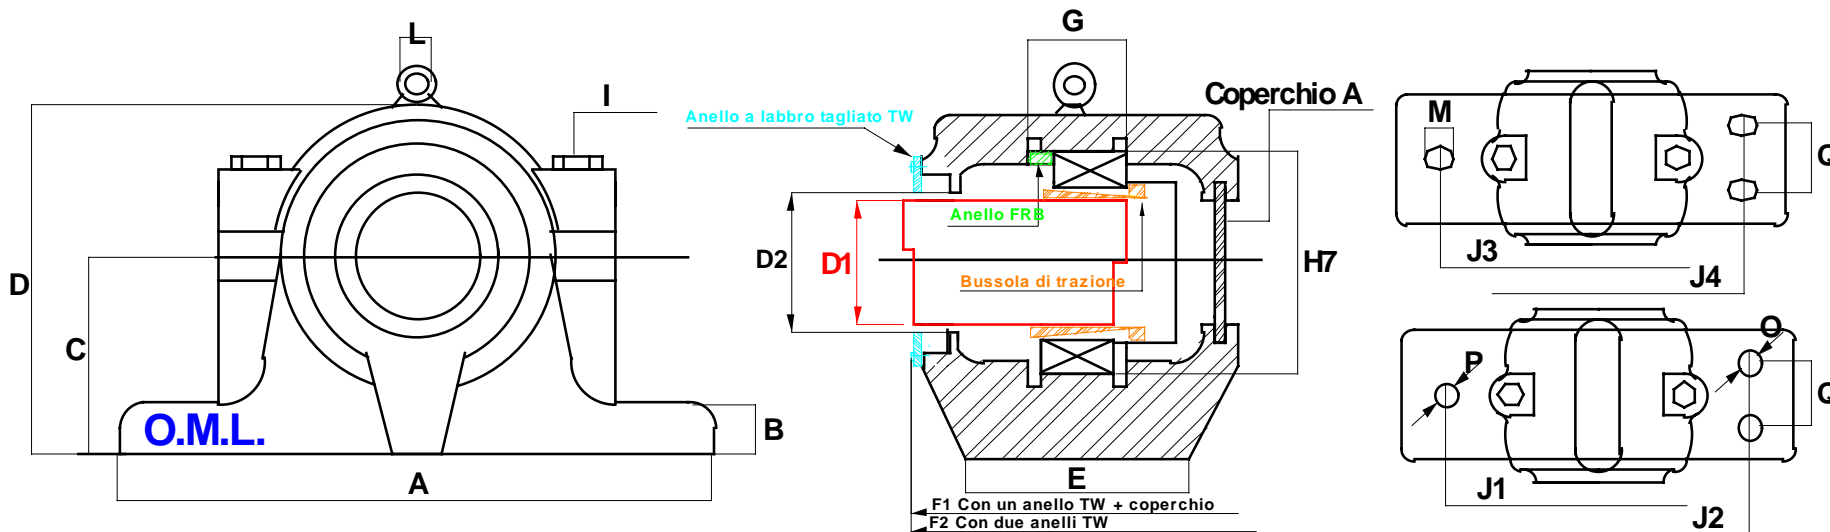 L
I
D
C
B
O.M.L.
A
G
Anello a labbro tagliato TW
Coperchio A
Anello FRB
D2
D1
H7
Bussola di trazione
E
F1 Con un anello TW + coperchio
F2 Con due anelli TW
M
Q
J3
J4
O
P
Q
J1
J2